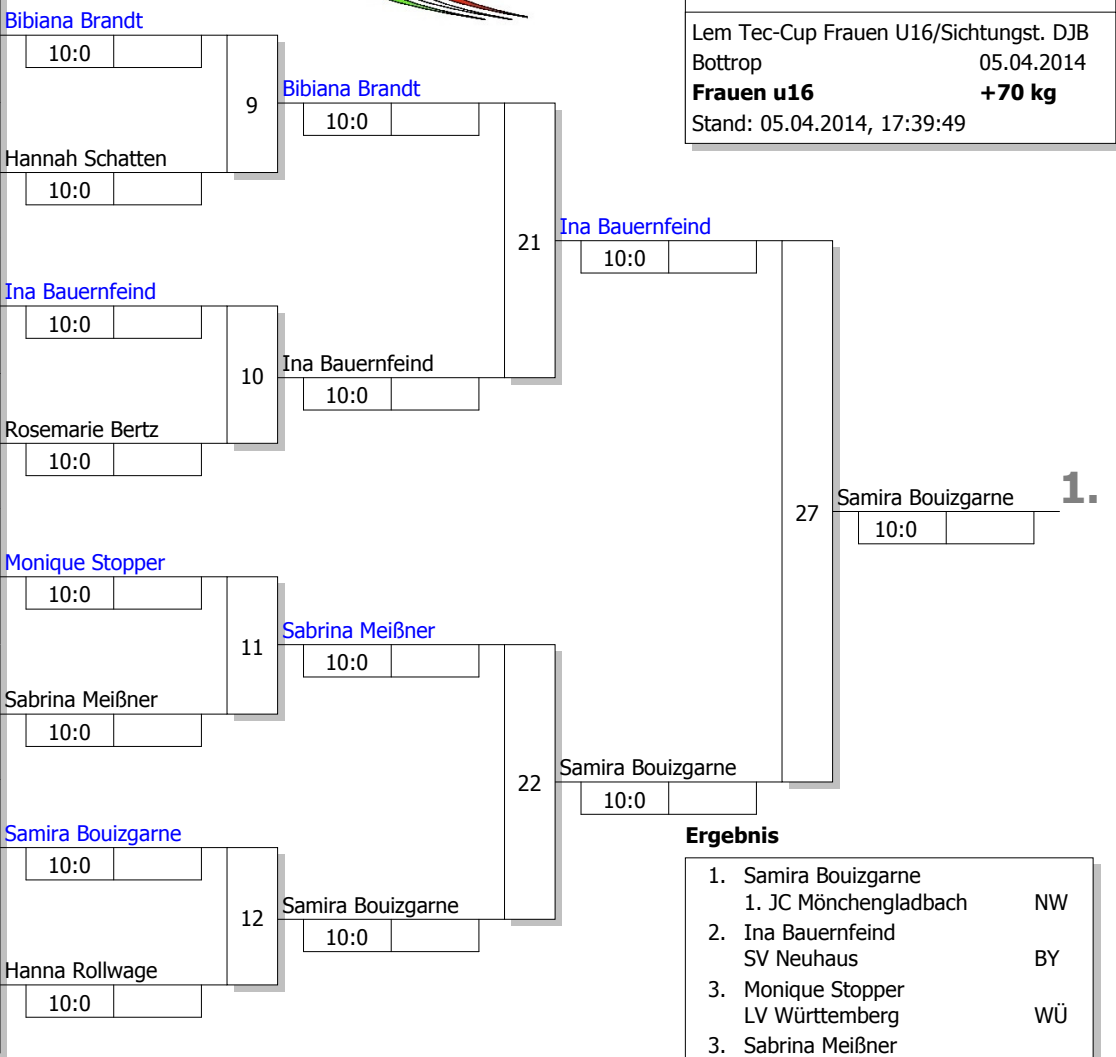 Lem Tec-Cup Frauen U16/Sichtungst. DJB
Bottrop 05.04.2014
Frauen u16 +70 kg
Stand: 05.04.2014, 17:39:49
Bibiana Brandt
10:0
9
Hannah Schatten
10:0
Ina Bauernfeind
10:0
10
Rosemarie Bertz
10:0
Monique Stopper
10:0
11
Sabrina Meißner
10:0
Samira Bouizgarne
10:0
12
Hanna Rollwage
10:0
Bibiana Brandt
10:0
21
Ina Bauernfeind
10:0
Sabrina Meißner
10:0
22
Samira Bouizgarne
10:0
Ina Bauernfeind
10:0
27
Samira Bouizgarne
10:0
Samira Bouizgarne 1.
10:0
Ergebnis
1. Samira Bouizgarne
1. JC Mönchengladbach NW
2. Ina Bauernfeind
SV Neuhaus BY
3. Monique Stopper
LV Württemberg WÜ
3. Sabrina Meißner